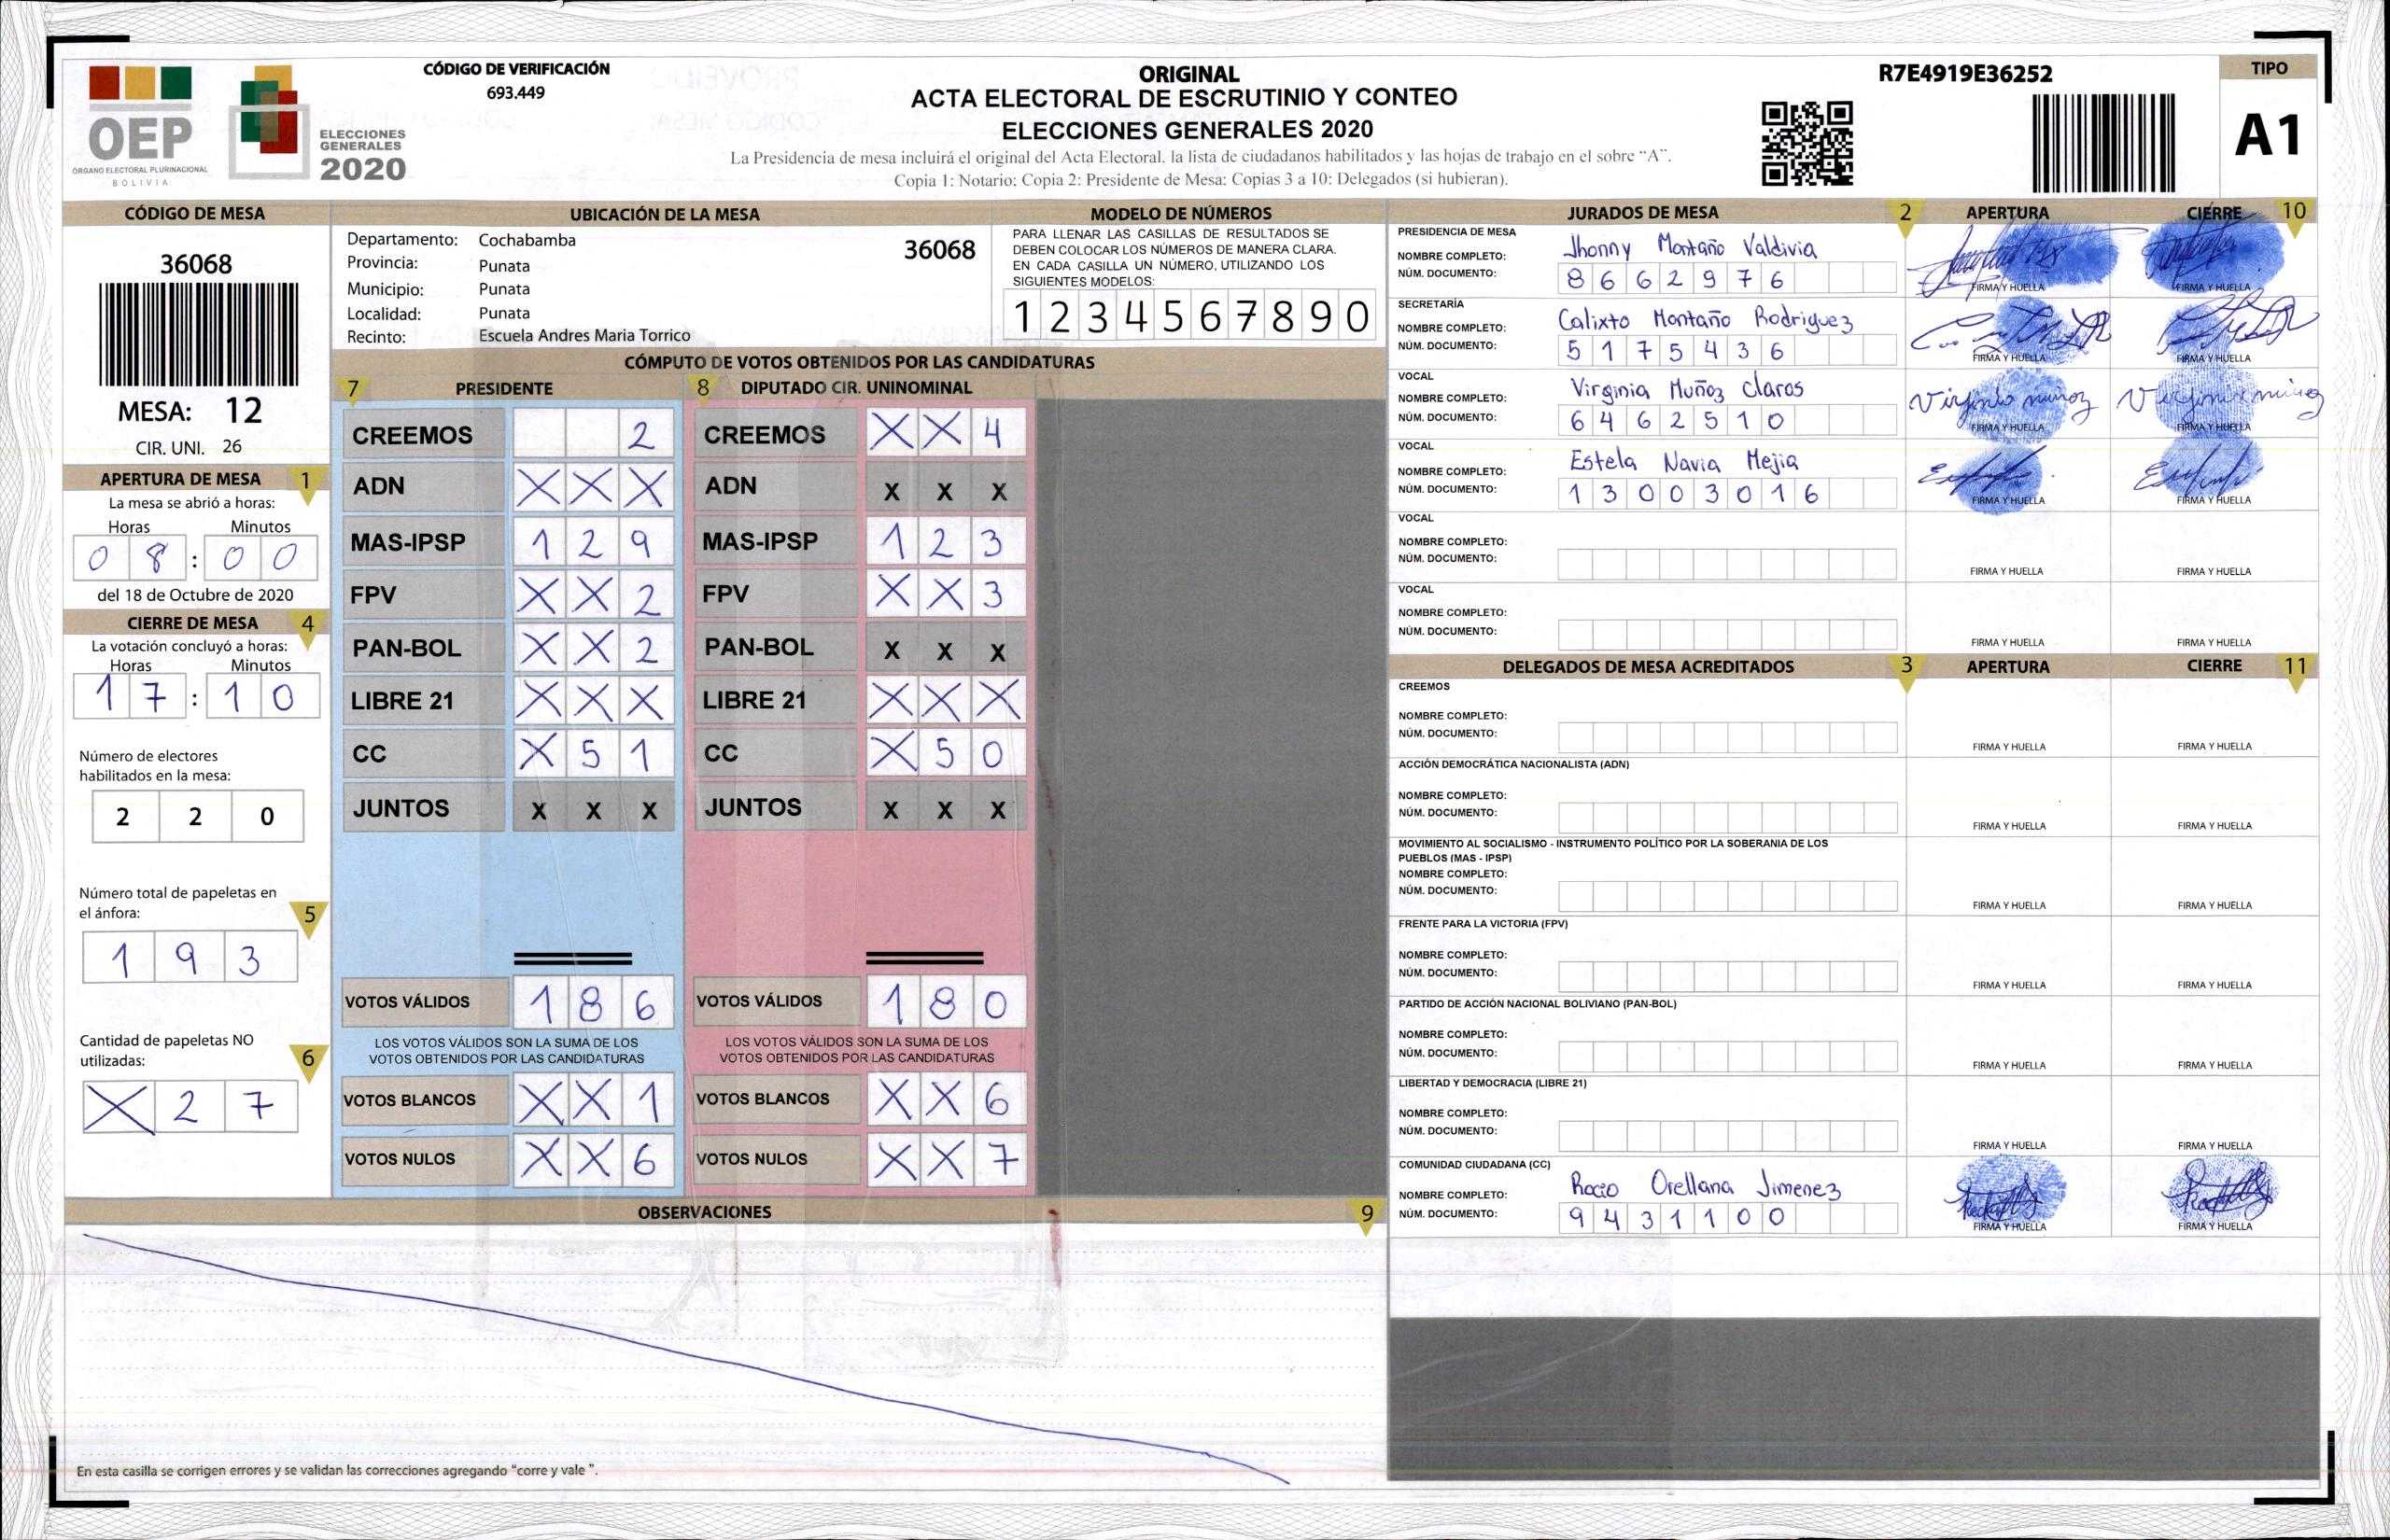 CÓDIGO DE VERIFICACIÓN
693.449
OEP
ÓRGANO ELECTORAL PLURINACIONAL
BOLIVIA
ELECCIONES
GENERALES
2020
ORIGINAL
ACTA ELECTORAL DE ESCRUTINIO Y CONTEO
ELECCIONES GENERALES 2020
La Presidencia de mesa incluirá el original del Acta Electoral, la lista de ciudadanos habilitados y las hojas de trabajo en el sobre “A”.
Copia 1: Notario; Copia 2: Presidente de Mesa; Copias 3 a 10: Delegados (si hubieran).
R7E4919E36252
TIPO
A1
CÓDIGO DE MESA
36068
MESA: 12
CIR. UNI. 26
APERTURA DE MESA 1
La mesa se abrió a horas:
Horas Minutos
0 8 : 0 0
del 18 de Octubre de 2020
CIERRE DE MESA 4
La votación concluyó a horas:
Horas Minutos
1 7 : 1 0
Número de electores
habilitados en la mesa:
2 2 0
Número total de papeletas en
el ánfora: 5
1 9 3
Cantidad de papeletas NO
utilizadas: 6
X 2 7
UBICACIÓN DE LA MESA
Departamento: Cochabamba 36068
Provincia: Punata
Municipio: Punata
Localidad: Punata
Recinto: Escuela Andres Maria Torrico
MODELO DE NÚMEROS
PARA LLENAR LAS CASILLAS DE RESULTADOS SE
DEBEN COLOCAR LOS NÚMEROS DE MANERA CLARA.
EN CADA CASILLA UN NÚMERO, UTILIZANDO LOS
SIGUIENTES MODELOS:
1 2 3 4 5 6 7 8 9 0
CÓMPUTO DE VOTOS OBTENIDOS POR LAS CANDIDATURAS
7 PRESIDENTE 8 DIPUTADO CIR. UNINOMINAL
CREEMOS 2 CREEMOS X X 4
ADN X X X ADN X X X
MAS-IPSP 1 2 9 MAS-IPSP 1 2 3
FPV X X 2 FPV X X 3
PAN-BOL X X 2 PAN-BOL X X X
LIBRE 21 X X X LIBRE 21 X X X
CC X 5 1 CC X 5 0
JUNTOS X X X JUNTOS X X X
VOTOS VÁLIDOS 1 8 6 VOTOS VÁLIDOS 1 8 0
LOS VOTOS VÁLIDOS SON LA SUMA DE LOS LOS VOTOS VÁLIDOS SON LA SUMA DE LOS
VOTOS OBTENIDOS POR LAS CANDIDATURAS VOTOS OBTENIDOS POR LAS CANDIDATURAS
VOTOS BLANCOS X X 1 VOTOS BLANCOS X X 6
VOTOS NULOS X X 6 VOTOS NULOS X X 7
OBSERVACIONES 9
En esta casilla se corrigen errores y se validan las correcciones agregando “corre y vale ”.
JURADOS DE MESA 2 APERTURA CIERRE 10
PRESIDENCIA DE MESA
NOMBRE COMPLETO: Jhonny Montaño Valdivia
NÚM. DOCUMENTO: 8 6 6 2 9 7 6
FIRMA Y HUELLA FIRMA Y HUELLA
SECRETARÍA
NOMBRE COMPLETO: Calixto Montaño Rodriguez
NÚM. DOCUMENTO: 5 1 7 5 4 3 6
FIRMA Y HUELLA FIRMA Y HUELLA
VOCAL
NOMBRE COMPLETO: Virginia Muñoz Claros
NÚM. DOCUMENTO: 6 4 6 2 5 1 0
FIRMA Y HUELLA FIRMA Y HUELLA
VOCAL
NOMBRE COMPLETO: Estela Navia Mejia
NÚM. DOCUMENTO: 1 3 0 0 3 0 1 6
FIRMA Y HUELLA FIRMA Y HUELLA
VOCAL
NOMBRE COMPLETO:
NÚM. DOCUMENTO:
FIRMA Y HUELLA FIRMA Y HUELLA
VOCAL
NOMBRE COMPLETO:
NÚM. DOCUMENTO:
FIRMA Y HUELLA FIRMA Y HUELLA
DELEGADOS DE MESA ACREDITADOS 3 APERTURA CIERRE 11
CREEMOS
NOMBRE COMPLETO:
NÚM. DOCUMENTO:
FIRMA Y HUELLA FIRMA Y HUELLA
ACCIÓN DEMOCRÁTICA NACIONALISTA (ADN)
NOMBRE COMPLETO:
NÚM. DOCUMENTO:
FIRMA Y HUELLA FIRMA Y HUELLA
MOVIMIENTO AL SOCIALISMO - INSTRUMENTO POLÍTICO POR LA SOBERANIA DE LOS
PUEBLOS (MAS - IPSP)
NOMBRE COMPLETO:
NÚM. DOCUMENTO:
FIRMA Y HUELLA FIRMA Y HUELLA
FRENTE PARA LA VICTORIA (FPV)
NOMBRE COMPLETO:
NÚM. DOCUMENTO:
FIRMA Y HUELLA FIRMA Y HUELLA
PARTIDO DE ACCIÓN NACIONAL BOLIVIANO (PAN-BOL)
NOMBRE COMPLETO:
NÚM. DOCUMENTO:
FIRMA Y HUELLA FIRMA Y HUELLA
LIBERTAD Y DEMOCRACIA (LIBRE 21)
NOMBRE COMPLETO:
NÚM. DOCUMENTO:
FIRMA Y HUELLA FIRMA Y HUELLA
COMUNIDAD CIUDADANA (CC)
NOMBRE COMPLETO: Rocio Orellana Jimenez
NÚM. DOCUMENTO: 9 4 3 1 1 0 0
FIRMA Y HUELLA FIRMA Y HUELLA